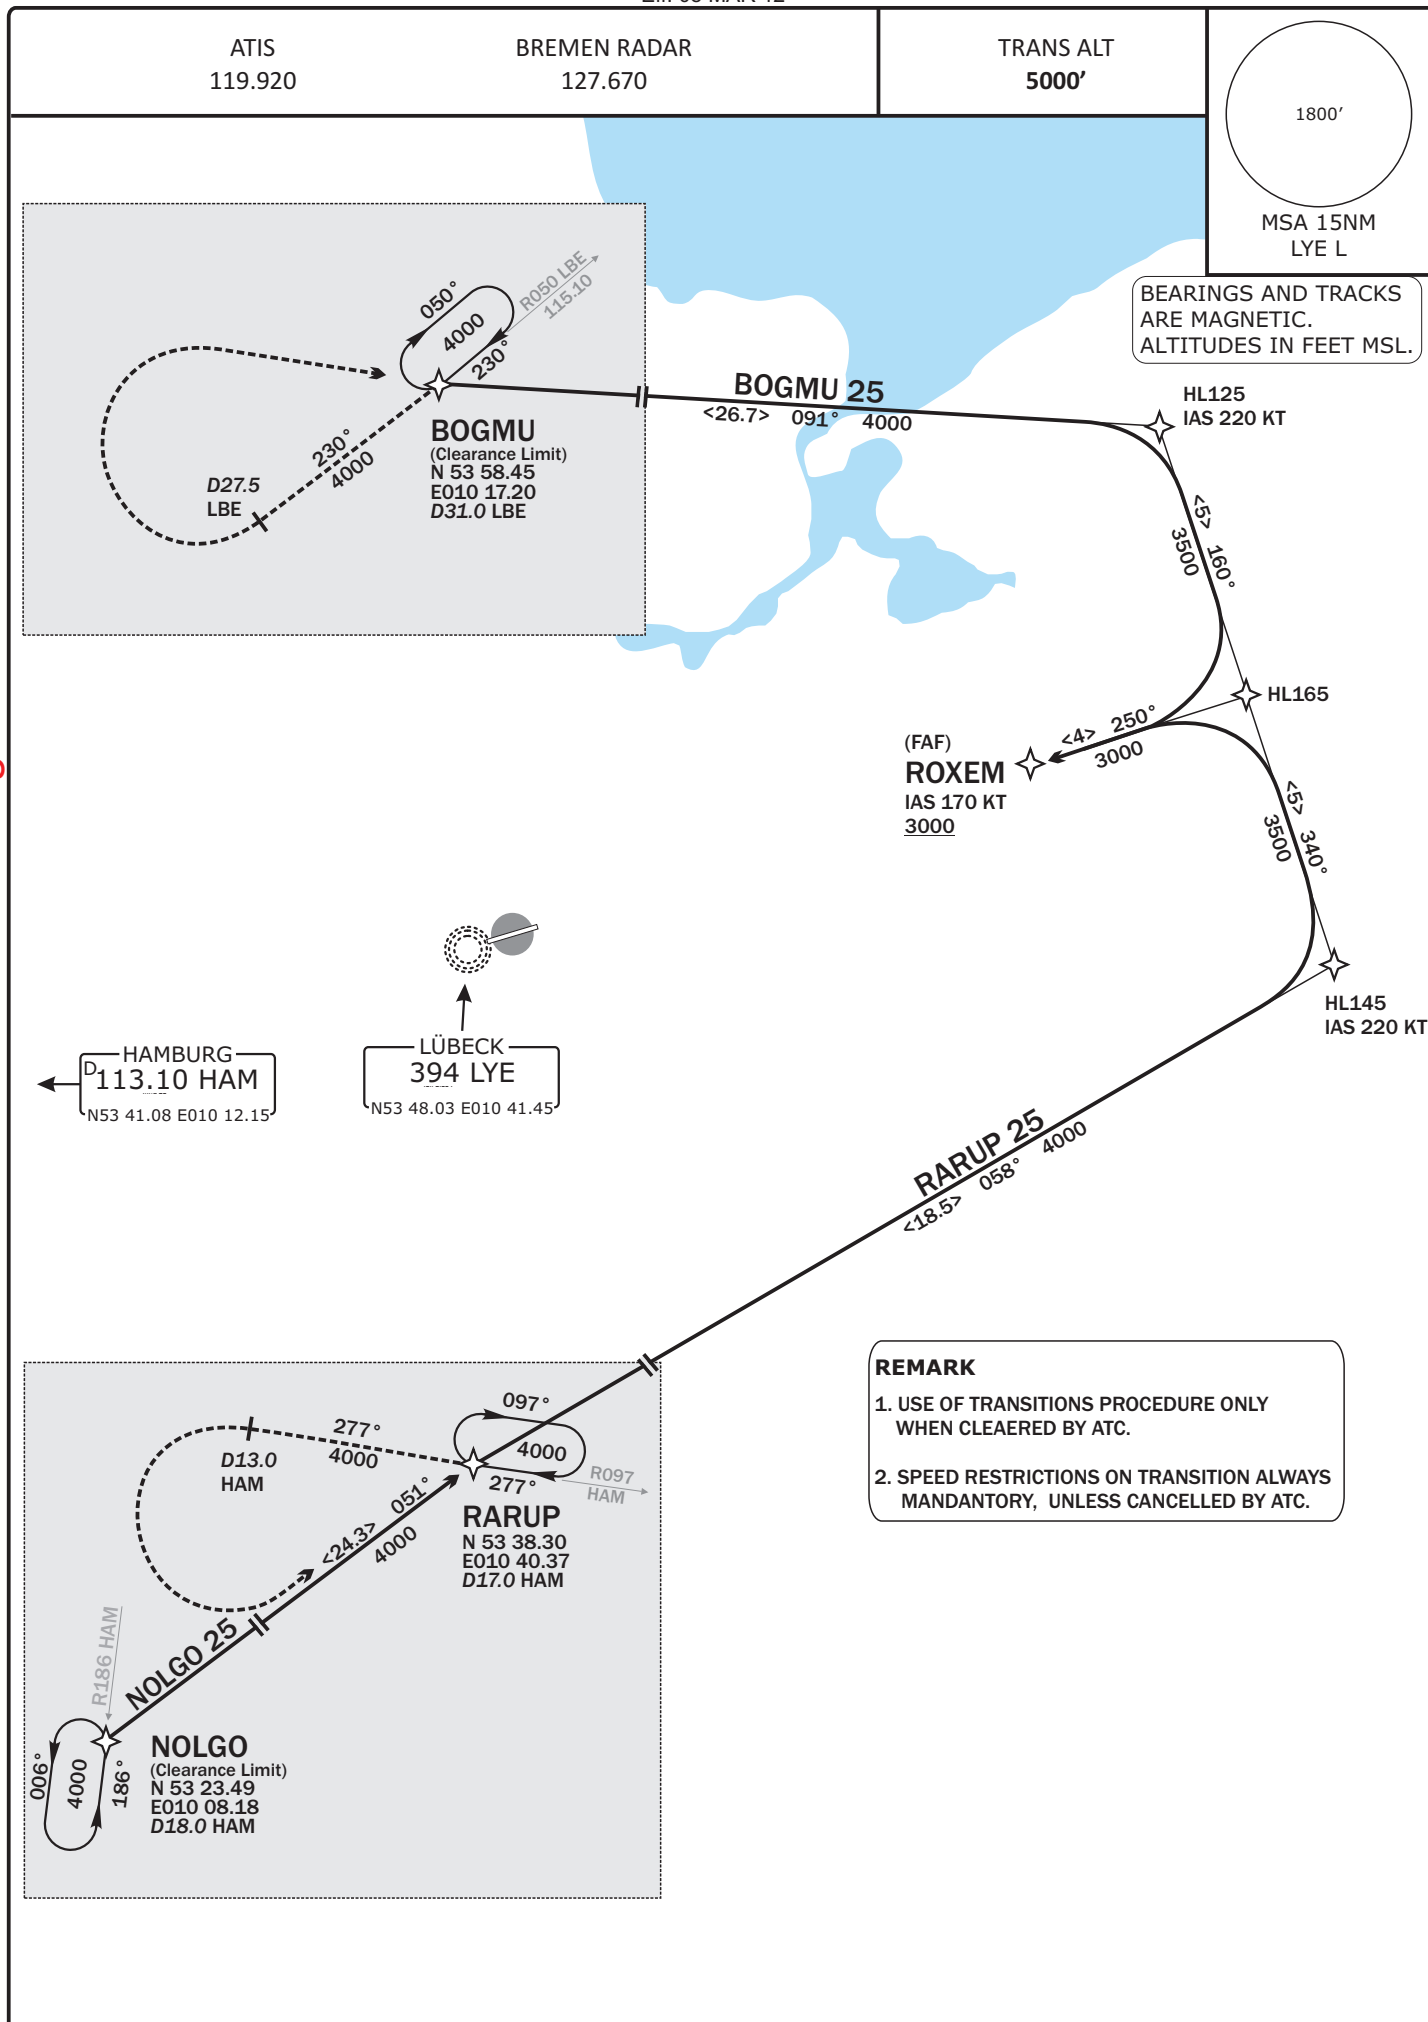 ATIS
119.920
BREMEN RADAR
127.670
TRANS ALT
5000’
1800’
MSA 15NM
LYE L
BEARINGS AND TRACKS
ARE MAGNETIC.
ALTITUDES IN FEET MSL.
050°
4000
230°
R050 LBE
115.10
230°
4000
D27.5
LBE
BOGMU
(Clearance Limit)
N 53 58.45
E010 17.20
D31.0 LBE
BOGMU 25
<26.7> 091° 4000
HL125
IAS 220 KT
<5> 160°
3500
HL165
<4> 250°
3000
(FAF)
ROXEM
IAS 170 KT
3000
<5> 340°
3500
HL145
IAS 220 KT
HAMBURG
D 113.10 HAM
N53 41.08 E010 12.15
LÜBECK
394 LYE
N53 48.03 E010 41.45
RARUP 25
<18.5> 058° 4000
REMARK
1. USE OF TRANSITIONS PROCEDURE ONLY
WHEN CLEAERED BY ATC.
2. SPEED RESTRICTIONS ON TRANSITION ALWAYS
MANDANTORY, UNLESS CANCELLED BY ATC.
097°
4000
277°
R097
HAM
277°
4000
D13.0
HAM
RARUP
N 53 38.30
E010 40.37
D17.0 HAM
<24.3> 051°
4000
NOLGO 25
R186 HAM
006°
4000
186°
NOLGO
(Clearance Limit)
N 53 23.49
E010 08.18
D18.0 HAM